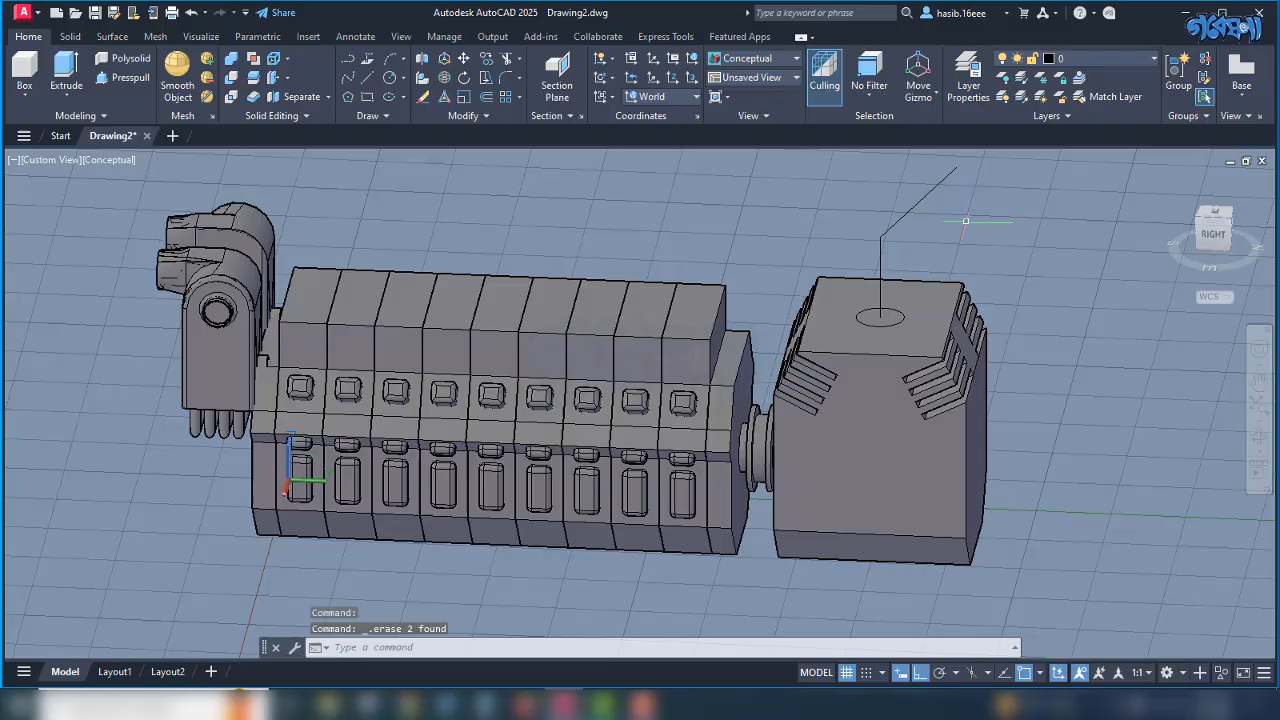 Share
Autodesk AutoCAD 2025 Drawing2.dwg
Type a keyword or phrase
hasib.16eee
গবেষণা
Home Solid Surface Mesh Visualize Parametric Insert Annotate View Manage Output Add-ins Collaborate Express Tools Featured Apps
Box
Extrude
Polysolid
Presspull
Modeling
Smooth Object
Mesh
Separate
Solid Editing
Draw
Modify
Section Plane
Section
World
Coordinates
Conceptual
Unsaved View
View
Culling
No Filter
Move Gizmo
Selection
Layer Properties
0
Match Layer
Layers
Group
Groups
Base
View
Start
Drawing2*
[−][Custom View][Conceptual]
RIGHT
WCS
Command:
Command: _.erase 2 found
Type a command
Model
Layout1
Layout2
MODEL
1:1